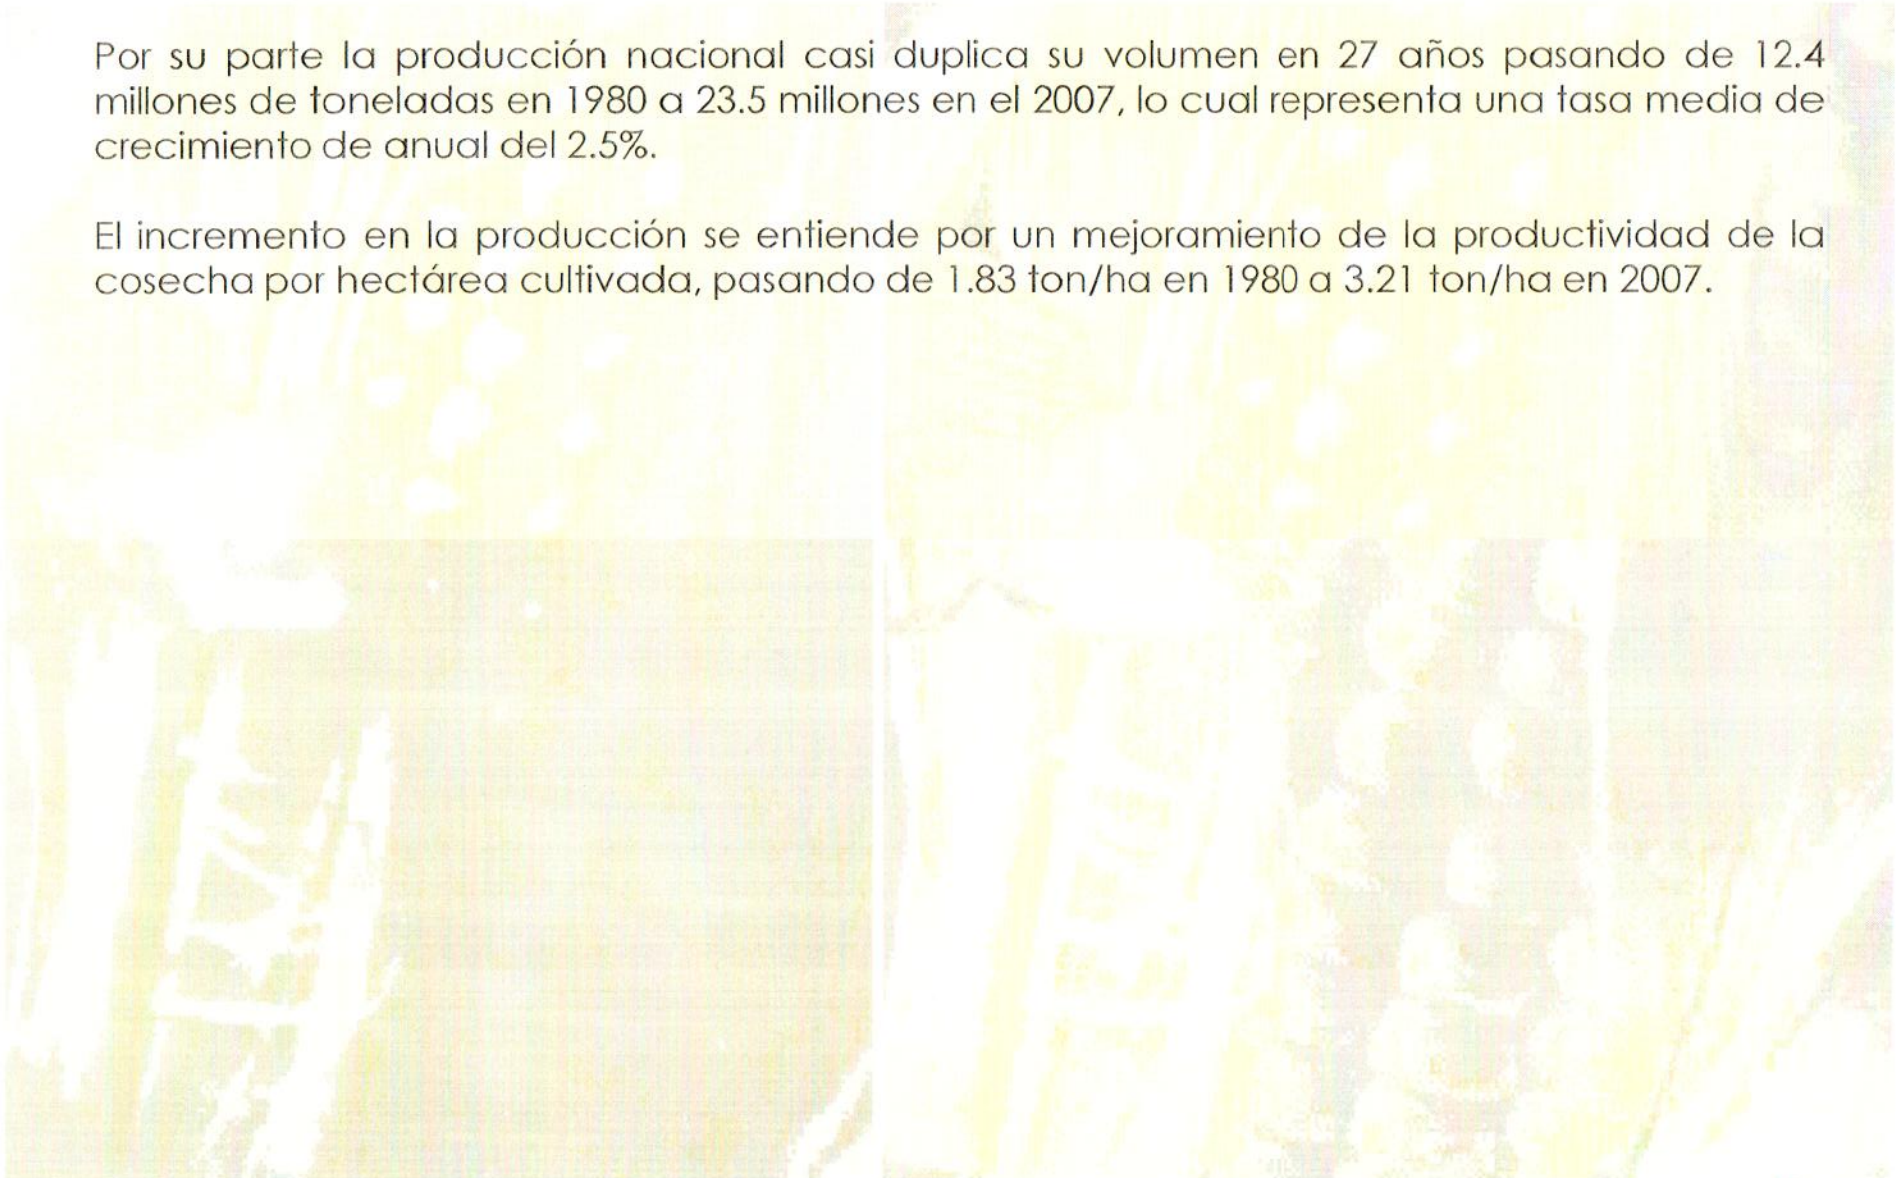 Por su parte la producción nacional casi duplica su volumen en 27 años pasando de 12.4
millones de toneladas en 1980 a 23.5 millones en el 2007, lo cual representa una tasa media de
crecimiento de anual del 2.5%.
El incremento en la producción se entiende por un mejoramiento de la productividad de la
cosecha por hectárea cultivada, pasando de 1.83 ton/ha en 1980 a 3.21 ton/ha en 2007.